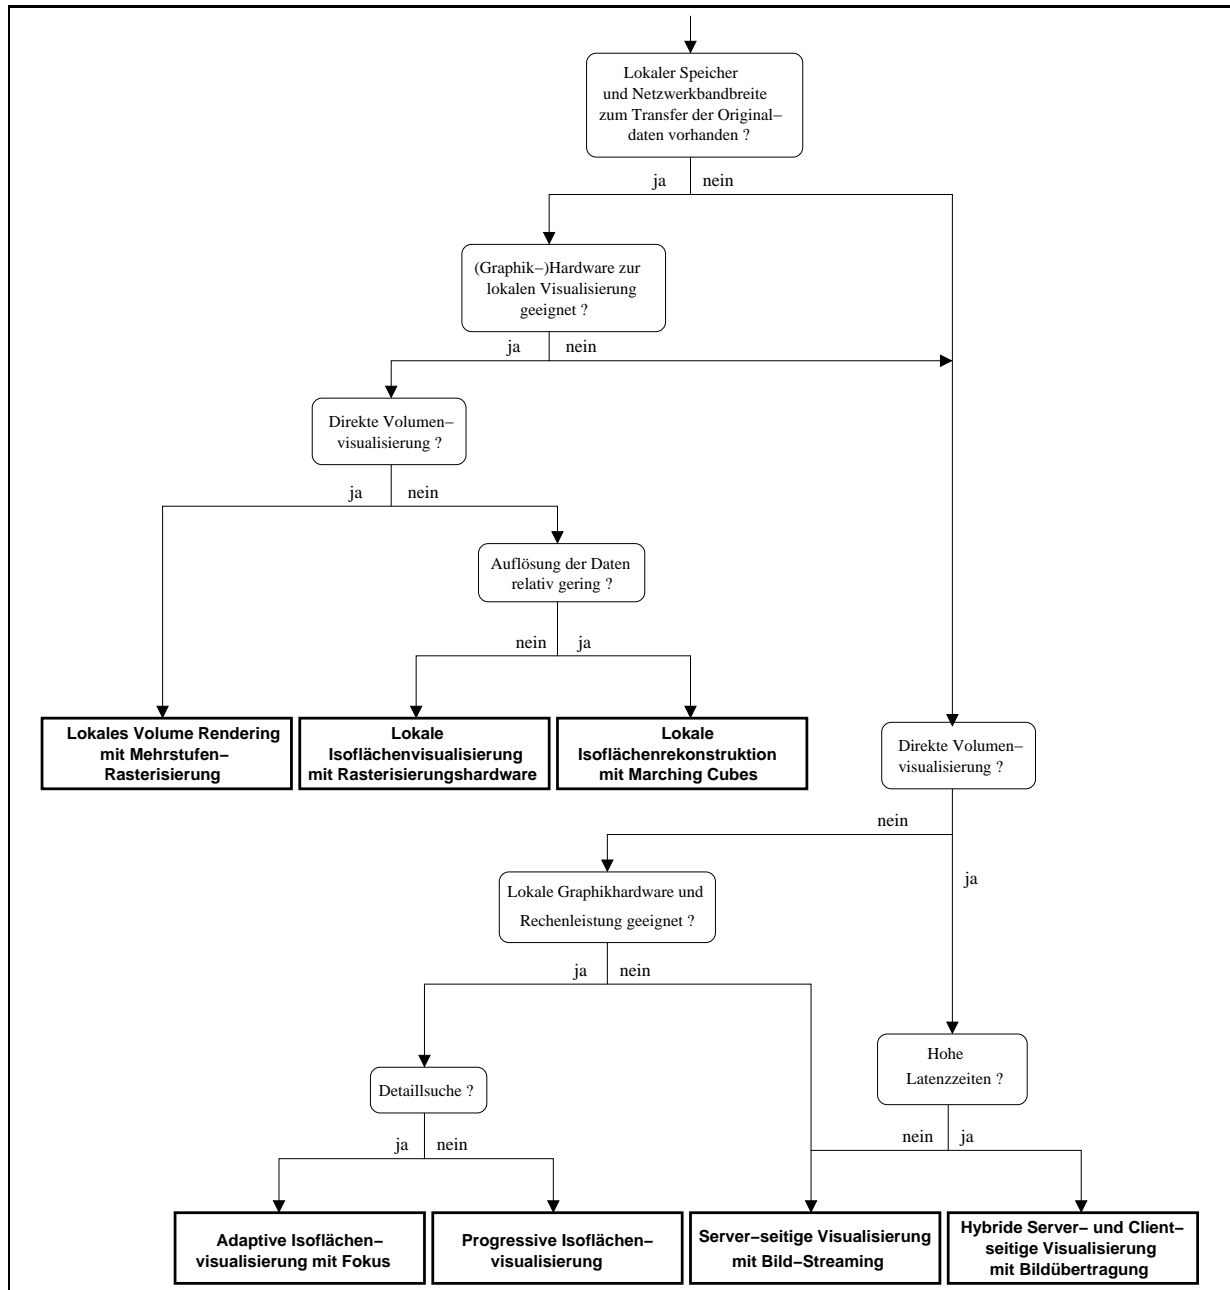 Lokaler Speicher
und Netzwerkbandbreite
zum Transfer der Original–
daten vorhanden ?
ja nein
(Graphik–)Hardware zur
lokalen Visualisierung
geeignet ?
ja nein
Direkte Volumen–
visualisierung ?
ja nein
Auflösung der Daten
relativ gering ?
nein ja
Lokales Volume Rendering
mit Mehrstufen–
Rasterisierung
Lokale
Isoflächenvisualisierung
mit Rasterisierungshardware
Lokale
Isoflächenrekonstruktion
mit Marching Cubes
Direkte Volumen–
visualisierung ?
nein
ja
Lokale Graphikhardware und
Rechenleistung geeignet ?
ja nein
Hohe
Latenzzeiten ?
nein ja
Detaillsuche ?
ja nein
Adaptive Isoflächen–
visualisierung mit Fokus
Progressive Isoflächen–
visualisierung
Server–seitige Visualisierung
mit Bild–Streaming
Hybride Server– und Client–
seitige Visualisierung
mit Bildübertragung